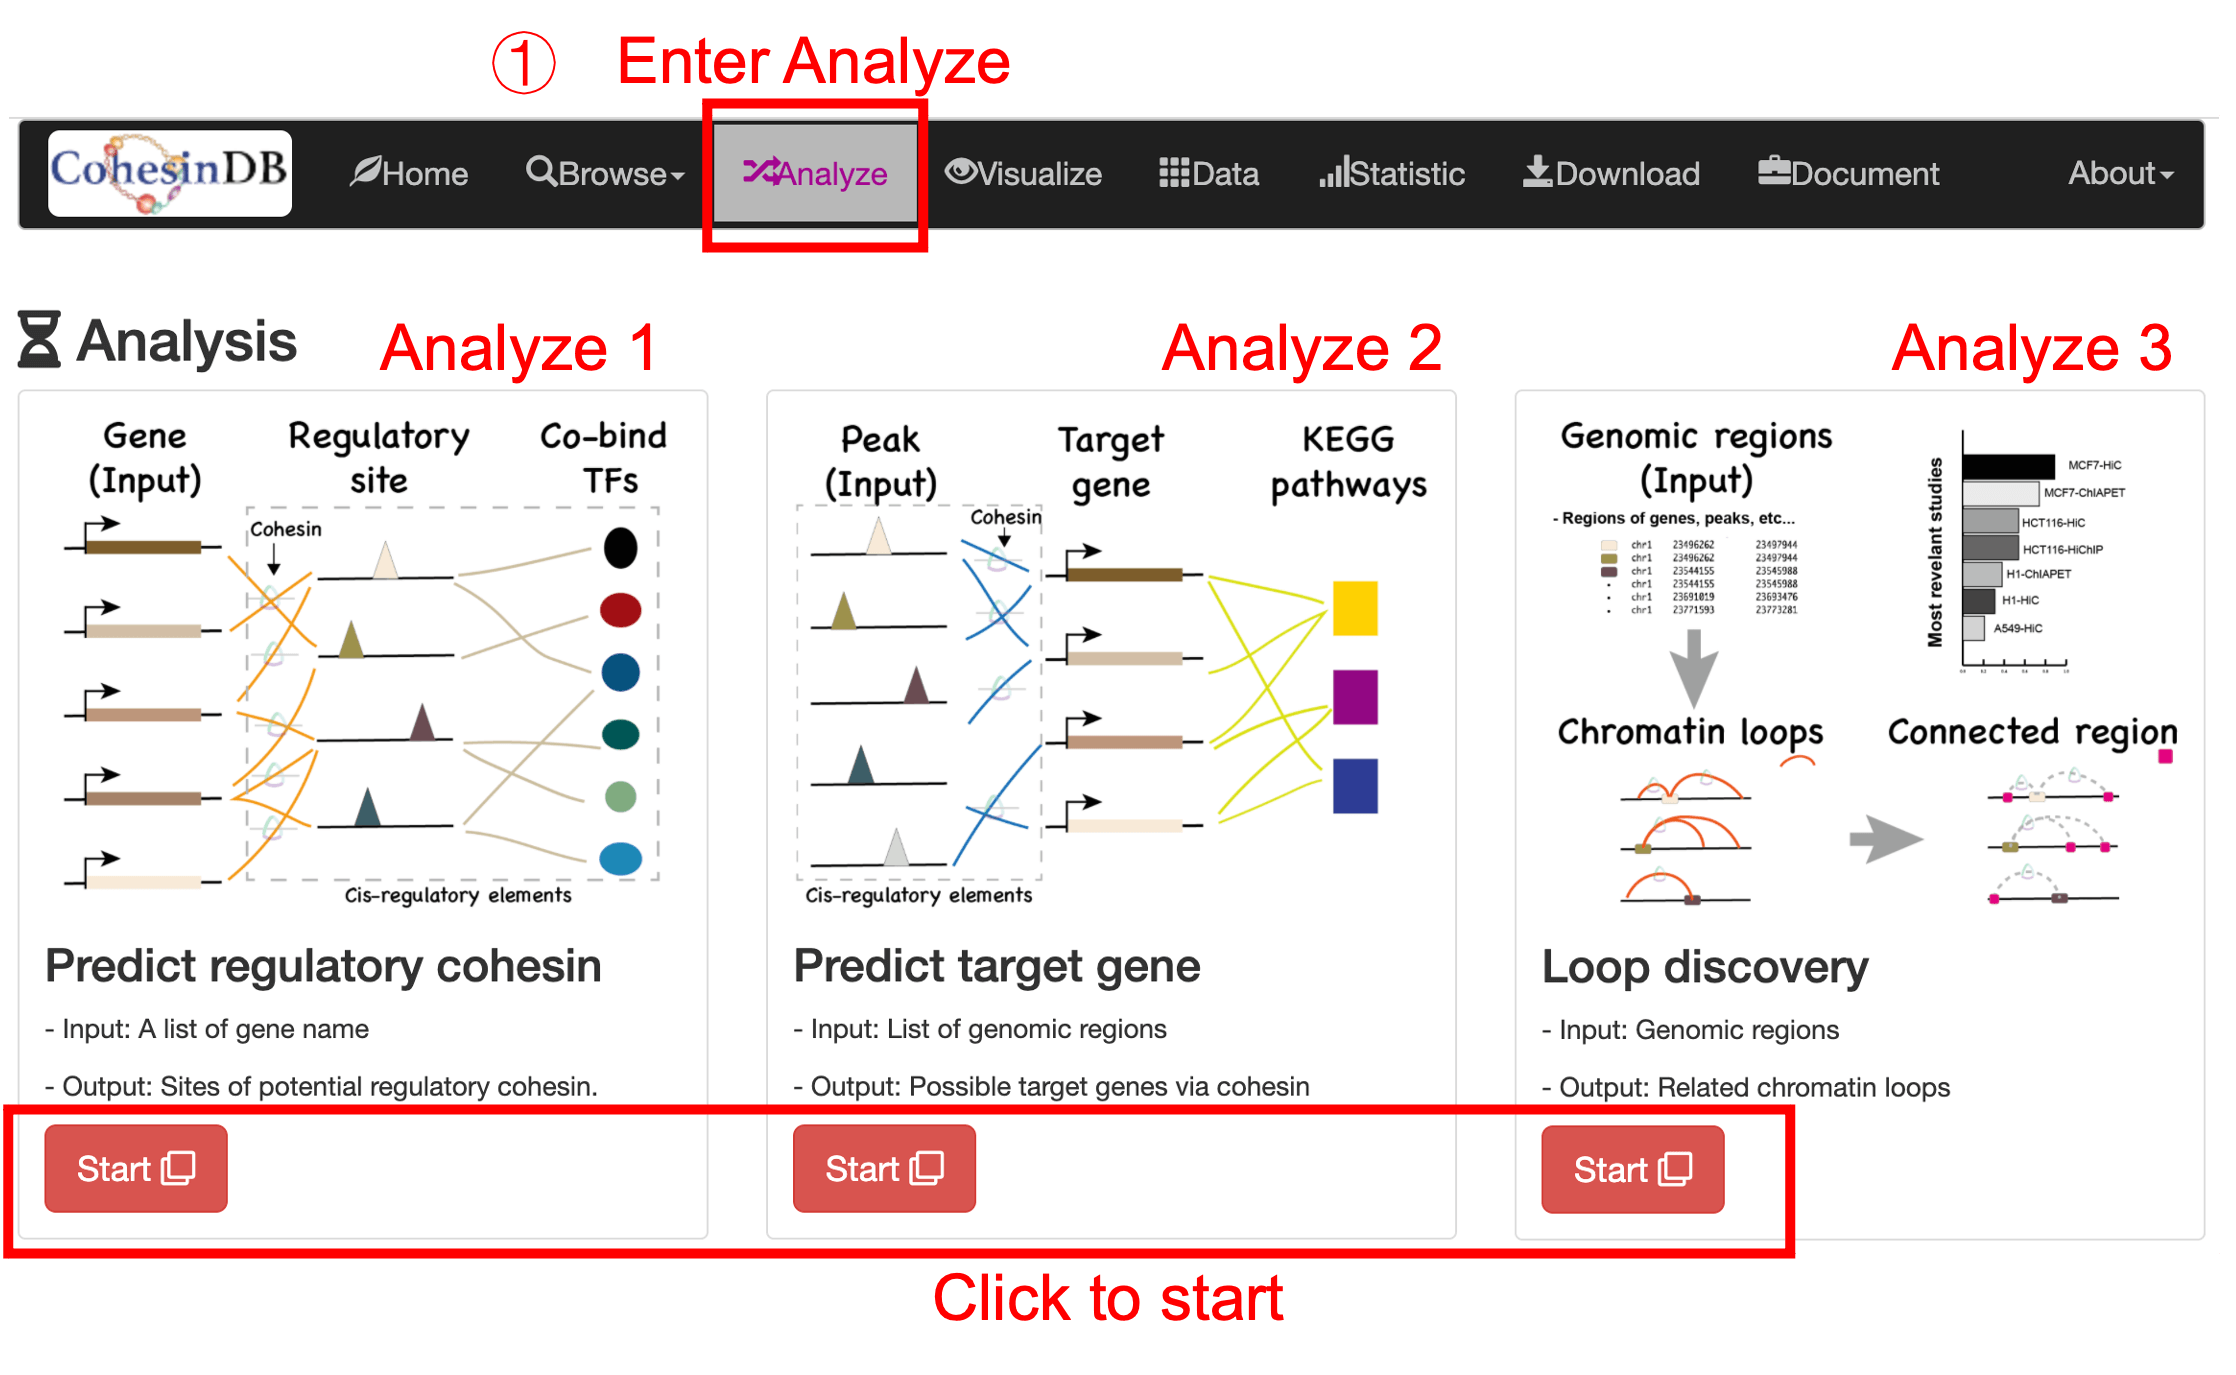 ① Enter Analyze
CohesinDB Home Browse Analyze Visualize Data Statistic Download Document About
Analysis
Analyze 1
Analyze 2
Analyze 3
Gene
(Input)
Regulatory
site
Co-bind
TFs
Cohesin
Cis-regulatory elements
Predict regulatory cohesin
- Input: A list of gene name
- Output: Sites of potential regulatory cohesin.
Start
Peak
(Input)
Target
gene
KEGG
pathways
Cohesin
Cis-regulatory elements
Predict target gene
- Input: List of genomic regions
- Output: Possible target genes via cohesin
Start
Genomic regions
(Input)
- Regions of genes, peaks, etc...
chr1 23496262 23497944
chr1 23496262 23497944
chr1 23544155 23545988
chr1 23544155 23545988
chr1 23691019 23693476
chr1 23771593 23773281
Most revelant studies
MCF7-HiC
MCF7-ChIAPET
HCT116-HiC
HCT116-HiChIP
H1-ChIAPET
H1-HiC
A549-HiC
Chromatin loops
Connected region
Loop discovery
- Input: Genomic regions
- Output: Related chromatin loops
Start
Click to start